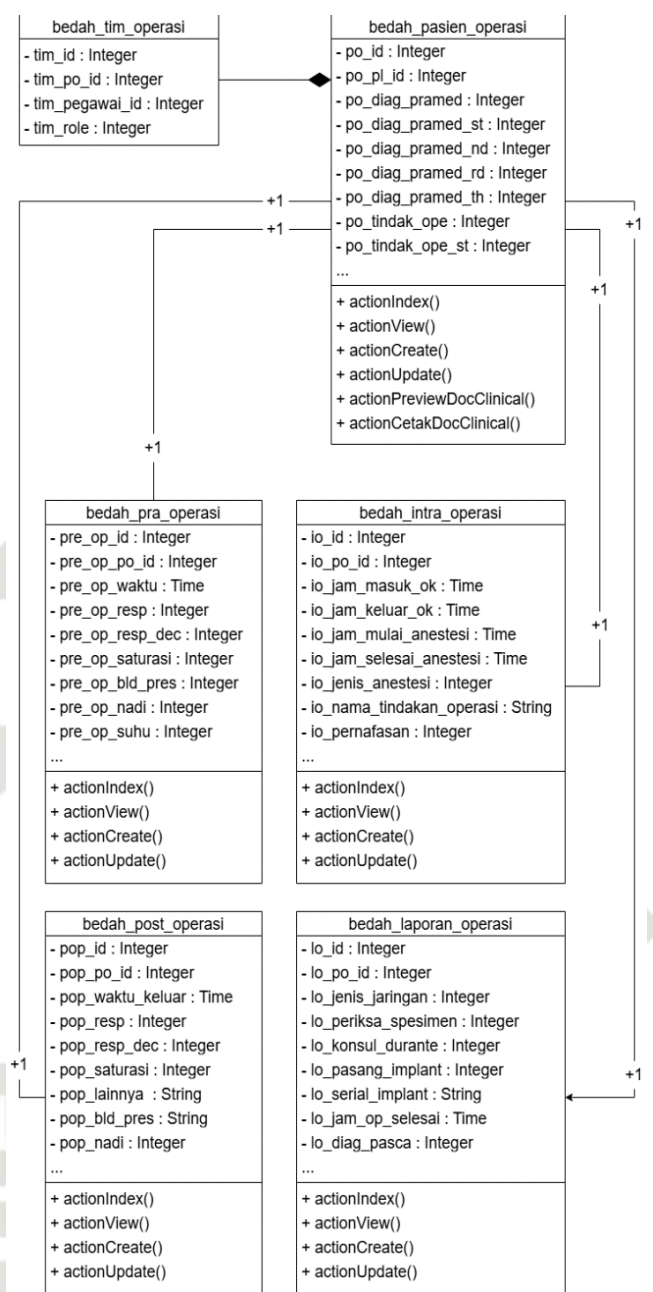 bedah_tim_operasi
- tim_id : Integer
- tim_po_id : Integer
- tim_pegawai_id : Integer
- tim_role : Integer
bedah_pasien_operasi
- po_id : Integer
- po_pl_id : Integer
- po_diag_pramed : Integer
- po_diag_pramed_st : Integer
- po_diag_pramed_nd : Integer
- po_diag_pramed_rd : Integer
- po_diag_pramed_th : Integer
- po_tindak_ope : Integer
- po_tindak_ope_st : Integer
...
+ actionIndex()
+ actionView()
+ actionCreate()
+ actionUpdate()
+ actionPreviewDocClinical()
+ actionCetakDocClinical()
+1
+1
+1
+1
+1
bedah_pra_operasi
- pre_op_id : Integer
- pre_op_po_id : Integer
- pre_op_waktu : Time
- pre_op_resp : Integer
- pre_op_resp_dec : Integer
- pre_op_saturasi : Integer
- pre_op_bld_pres : Integer
- pre_op_nadi : Integer
- pre_op_suhu : Integer
...
+ actionIndex()
+ actionView()
+ actionCreate()
+ actionUpdate()
bedah_intra_operasi
- io_id : Integer
- io_po_id : Integer
- io_jam_masuk_ok : Time
- io_jam_keluar_ok : Time
- io_jam_mulai_anestesi : Time
- io_jam_selesai_anestesi : Time
- io_jenis_anestesi : Integer
- io_nama_tindakan_operasi : String
- io_pernafasan : Integer
...
+ actionIndex()
+ actionView()
+ actionCreate()
+ actionUpdate()
+1
bedah_post_operasi
- pop_id : Integer
- pop_po_id : Integer
- pop_waktu_keluar : Time
- pop_resp : Integer
- pop_resp_dec : Integer
- pop_saturasi : Integer
- pop_lainnya : String
- pop_bld_pres : String
- pop_nadi : Integer
...
+ actionIndex()
+ actionView()
+ actionCreate()
+ actionUpdate()
+1
bedah_laporan_operasi
- lo_id : Integer
- lo_po_id : Integer
- lo_jenis_jaringan : Integer
- lo_periksa_spesimen : Integer
- lo_konsul_durante : Integer
- lo_pasang_implant : Integer
- lo_serial_implant : String
- lo_jam_op_selesai : Time
- lo_diag_pasca : Integer
...
+ actionIndex()
+ actionView()
+ actionCreate()
+ actionUpdate()
+1